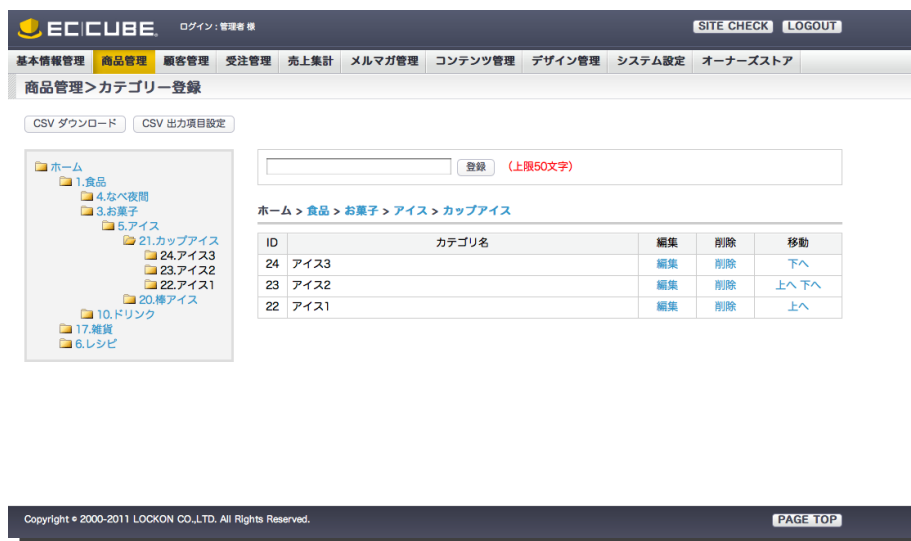 EC CUBE. ログイン : 管理者 様 SITE CHECK LOGOUT
基本情報管理 商品管理 顧客管理 受注管理 売上集計 メルマガ管理 コンテンツ管理 デザイン管理 システム設定 オーナーズストア
商品管理>カテゴリー登録
CSV ダウンロード CSV 出力項目設定
ホーム
1.食品
4.なべ夜間
3.お菓子
5.アイス
21.カップアイス
24.アイス3
23.アイス2
22.アイス1
20.棒アイス
10.ドリンク
17.雑貨
6.レシピ
登録 (上限50文字)
ホーム > 食品 > お菓子 > アイス > カップアイス
ID カテゴリ名 編集 削除 移動
24 アイス3 編集 削除 下へ
23 アイス2 編集 削除 上へ 下へ
22 アイス1 編集 削除 上へ
Copyright © 2000-2011 LOCKON CO.,LTD. All Rights Reserved. PAGE TOP